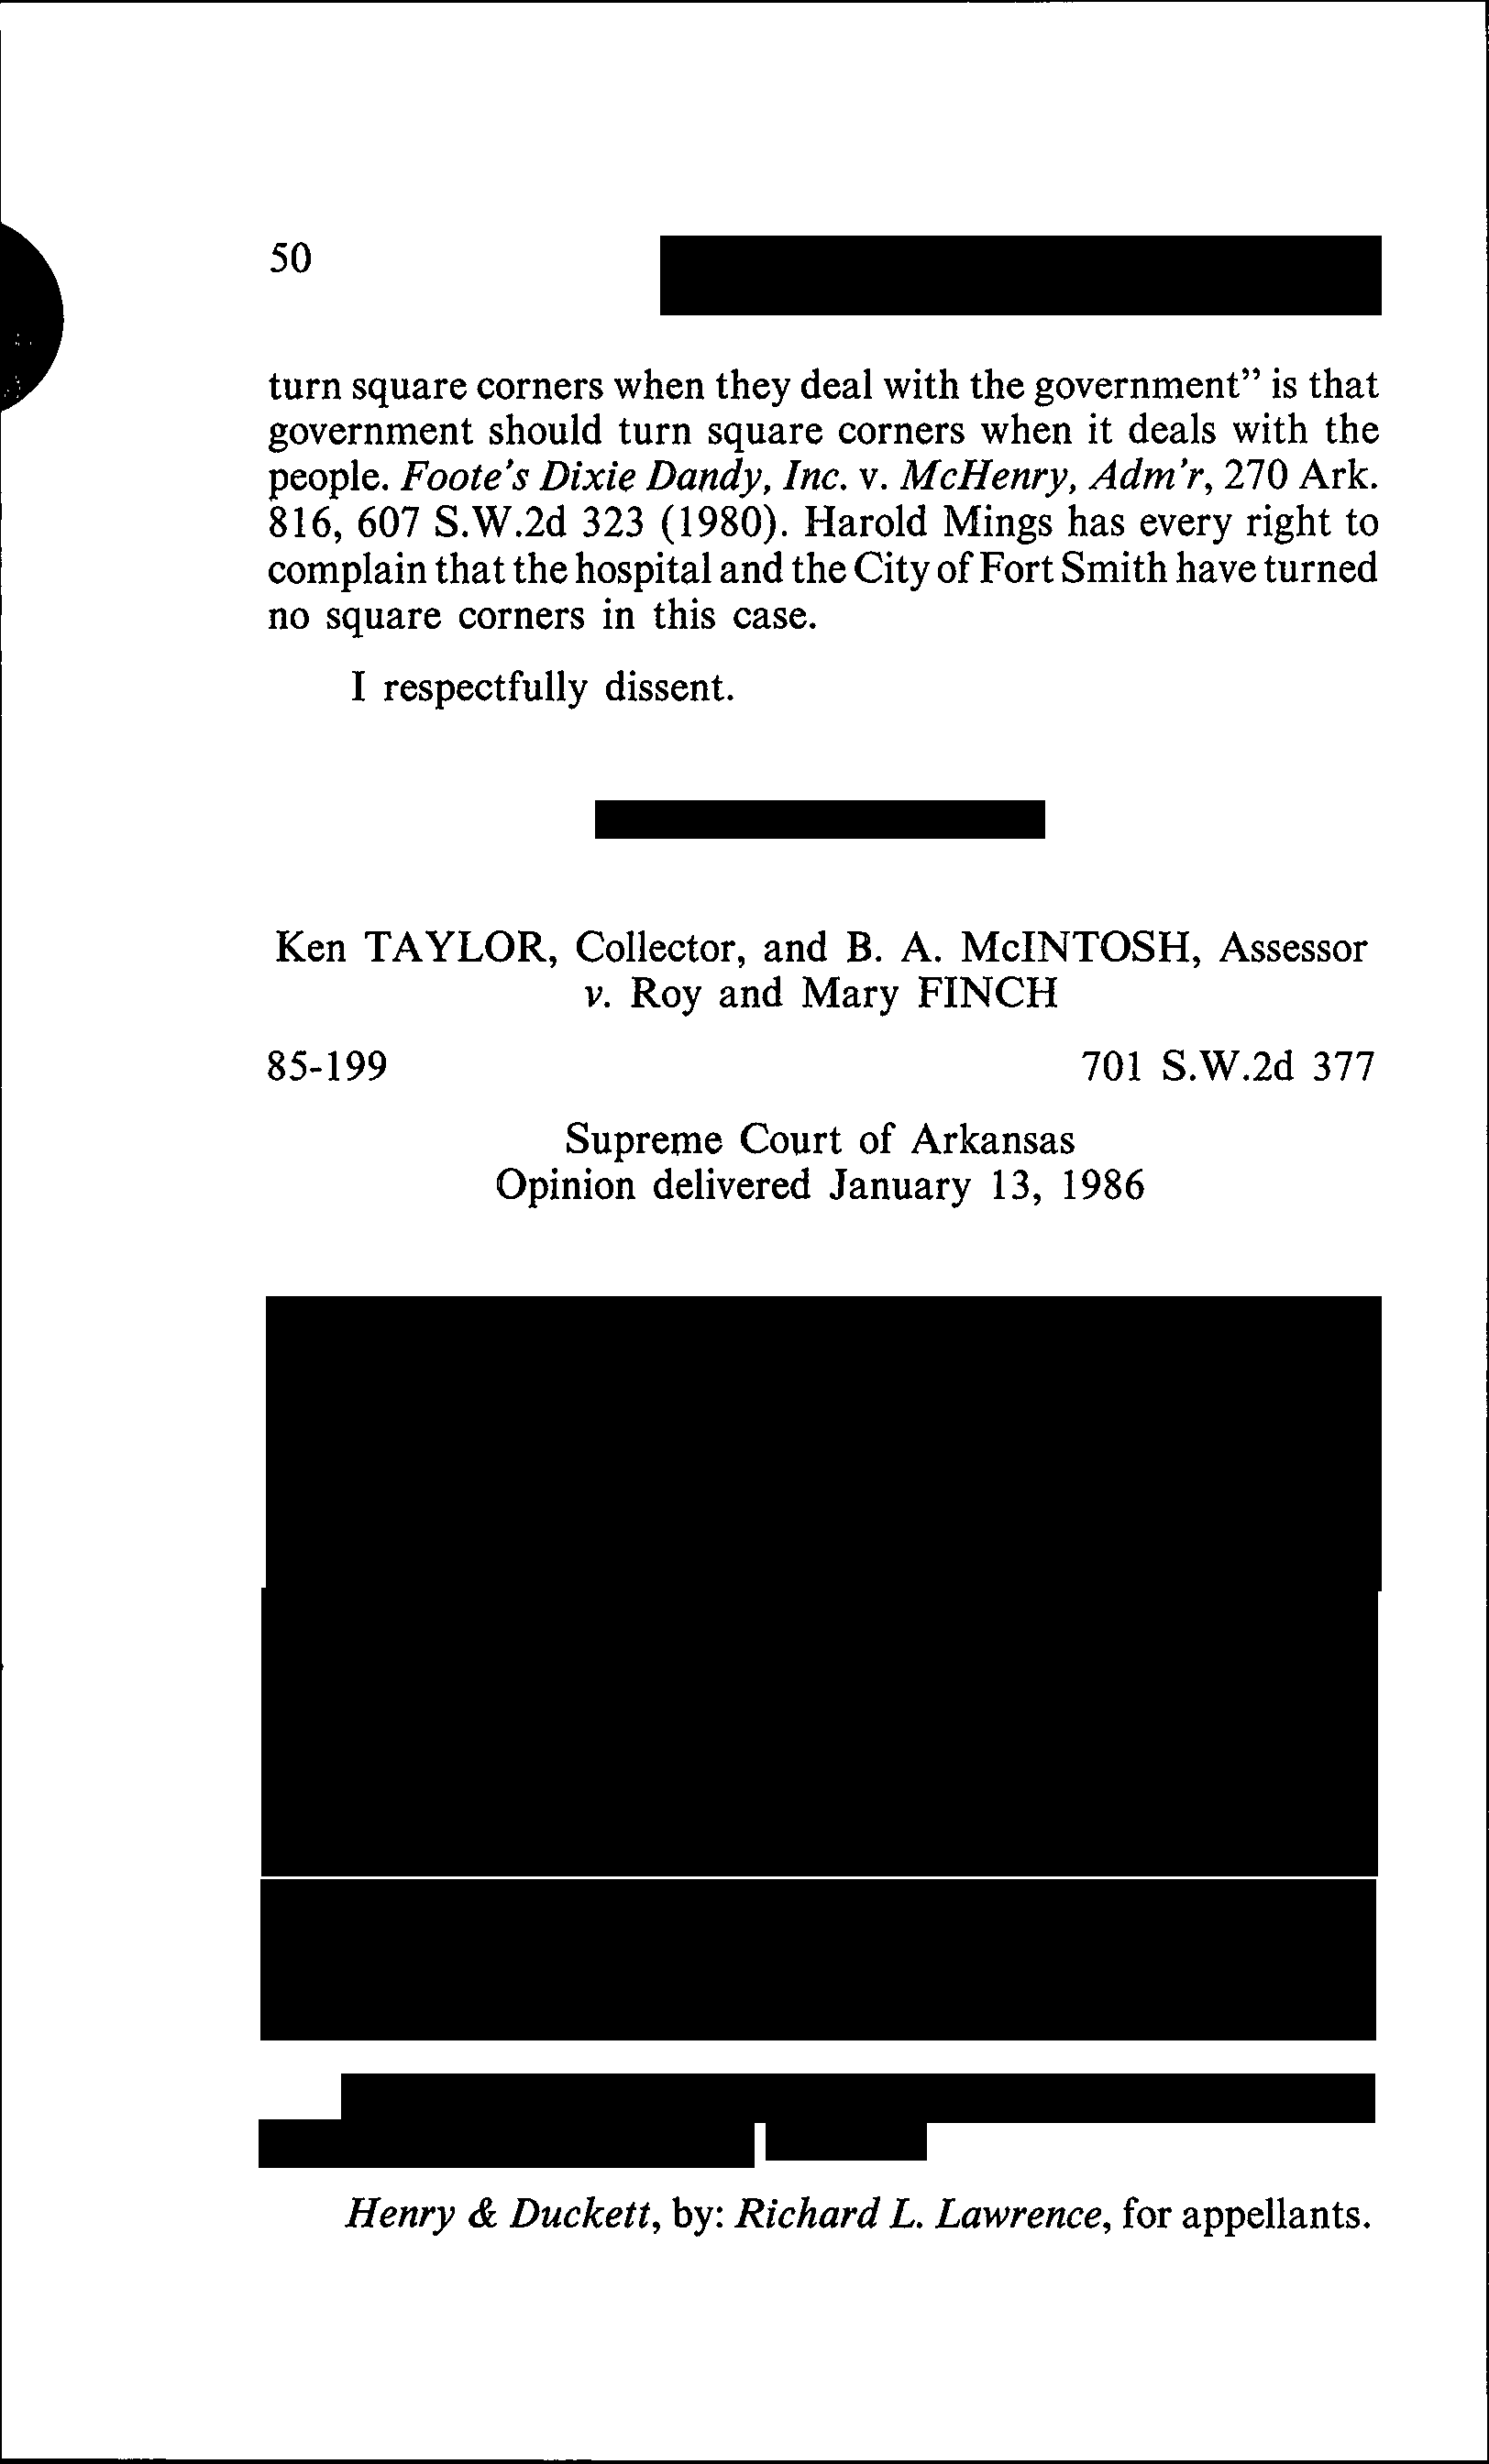 50
turn square corners when they deal with the government” is that
government should turn square corners when it deals with the
people. Foote’s Dixie Dandy, Inc. v. McHenry, Adm’r, 270 Ark.
816, 607 S.W.2d 323 (1980). Harold Mings has every right to
complain that the hospital and the City of Fort Smith have turned
no square corners in this case.
I respectfully dissent.
Ken TAYLOR, Collector, and B. A. McINTOSH, Assessor
v. Roy and Mary FINCH
85-199 701 S.W.2d 377
Supreme Court of Arkansas
Opinion delivered January 13, 1986
Henry & Duckett, by: Richard L. Lawrence, for appellants.